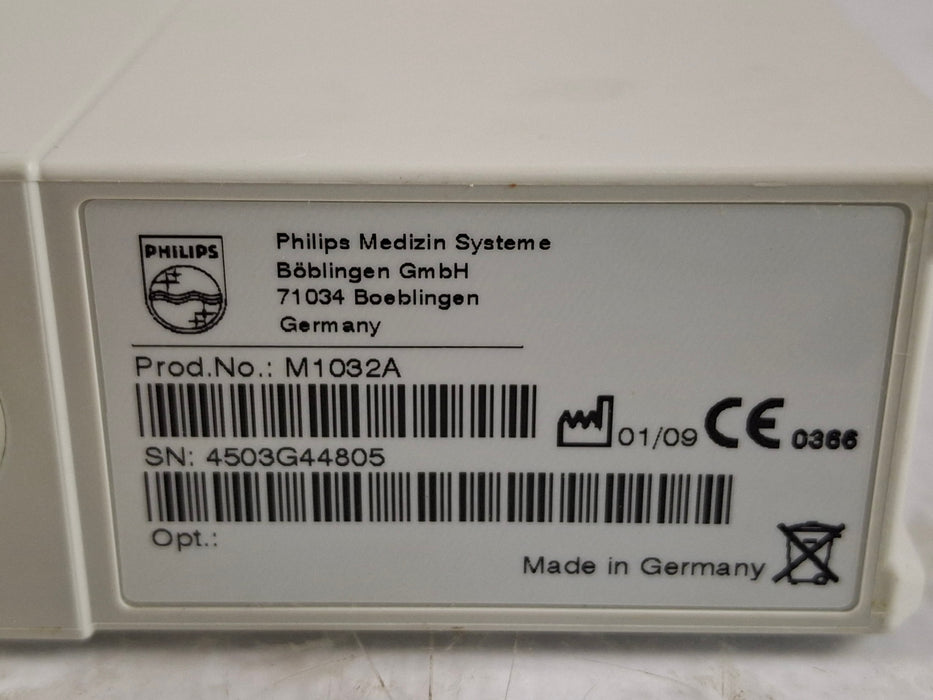 PHILIPS
Philips Medizin Systeme
Böblingen GmbH
71034 Boeblingen
Germany
Prod.No.: M1032A
01/09 CE 0366
SN: 4503G44805
Opt.:
Made in Germany